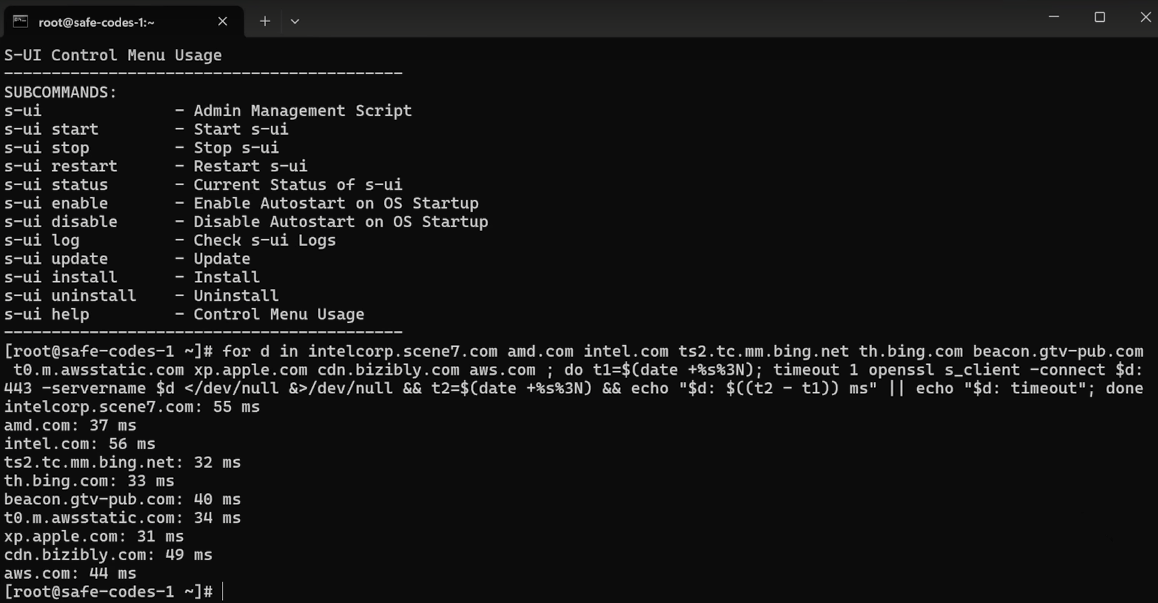 root@safe-codes-1:~
S-UI Control Menu Usage
------------------------------------------
SUBCOMMANDS:
s-ui              - Admin Management Script
s-ui start        - Start s-ui
s-ui stop         - Stop s-ui
s-ui restart      - Restart s-ui
s-ui status       - Current Status of s-ui
s-ui enable       - Enable Autostart on OS Startup
s-ui disable      - Disable Autostart on OS Startup
s-ui log          - Check s-ui Logs
s-ui update       - Update
s-ui install      - Install
s-ui uninstall    - Uninstall
s-ui help         - Control Menu Usage
------------------------------------------
[root@safe-codes-1 ~]# for d in intelcorp.scene7.com amd.com intel.com ts2.tc.mm.bing.net th.bing.com beacon.gtv-pub.com
 t0.m.awsstatic.com xp.apple.com cdn.bizibly.com aws.com ; do t1=$(date +%s%3N); timeout 1 openssl s_client -connect $d:
443 -servername $d </dev/null &>/dev/null && t2=$(date +%s%3N) && echo "$d: $((t2 - t1)) ms" || echo "$d: timeout"; done
intelcorp.scene7.com: 55 ms
amd.com: 37 ms
intel.com: 56 ms
ts2.tc.mm.bing.net: 32 ms
th.bing.com: 33 ms
beacon.gtv-pub.com: 40 ms
t0.m.awsstatic.com: 34 ms
xp.apple.com: 31 ms
cdn.bizibly.com: 49 ms
aws.com: 44 ms
[root@safe-codes-1 ~]#